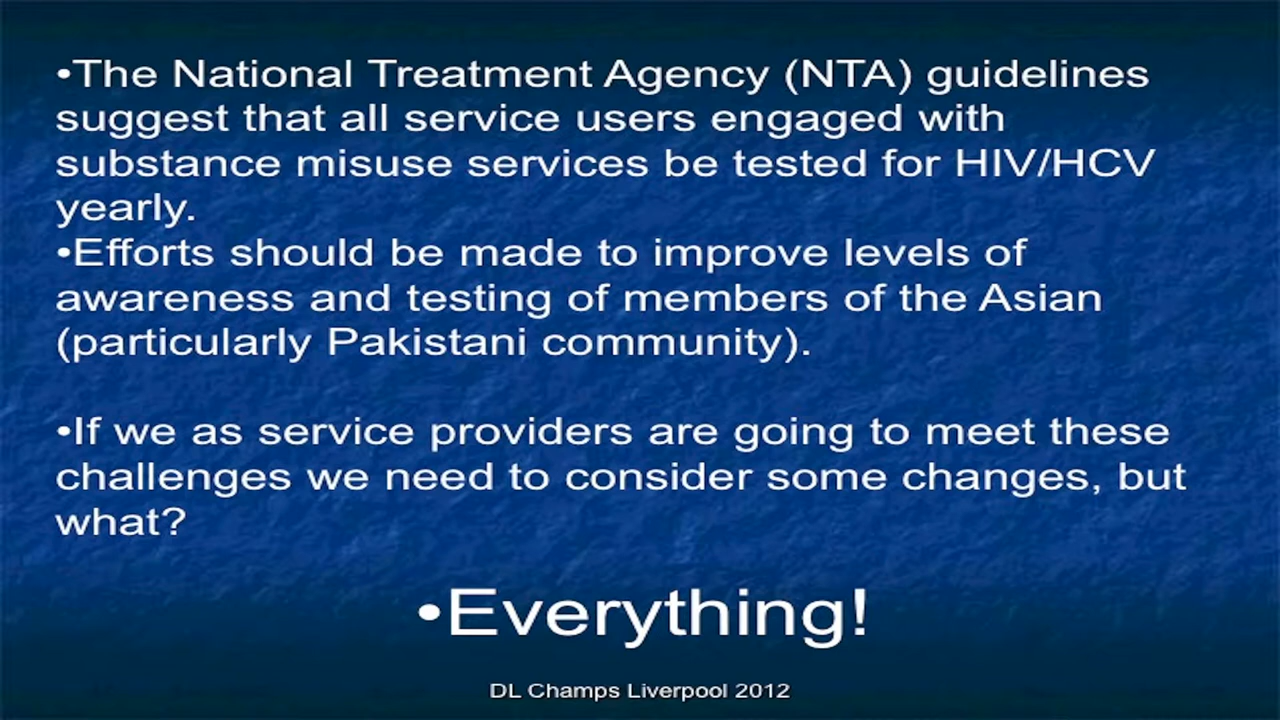 •The National Treatment Agency (NTA) guidelines
suggest that all service users engaged with
substance misuse services be tested for HIV/HCV
yearly.
•Efforts should be made to improve levels of
awareness and testing of members of the Asian
(particularly Pakistani community).
•If we as service providers are going to meet these
challenges we need to consider some changes, but
what?
•Everything!
DL Champs Liverpool 2012